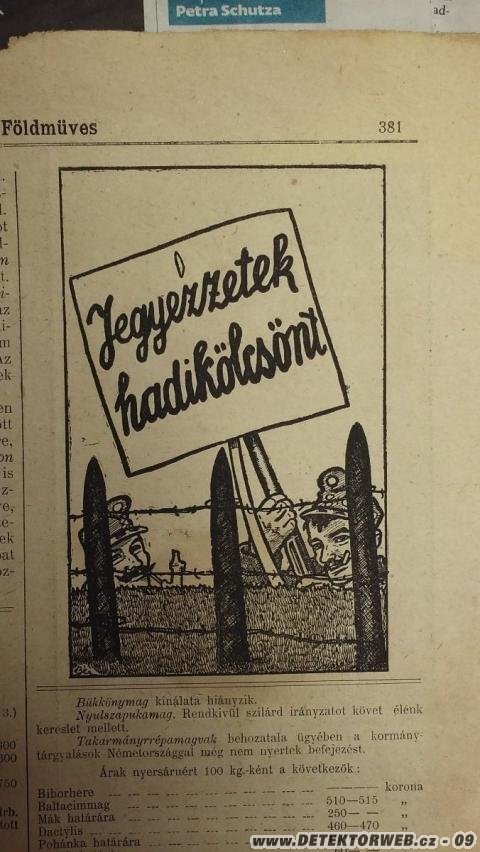 Petra Schutza
ad-
Földmüves
381
Jegyezzetek
hadikölcsönt
Bükkönymag kinálata hiányzik.
Nyulszapukamag. Rendkivül szilárd irányzatot követ élénk
kereslet mellett.
Takarmányrrépamagvak behozatala ügyében a kormány-
tárgyalások Németországgal még nem nyertek befejezést.
Árak nyersáruért 100 kg.-ként a következők:
korona
Biborhere
Baltacimmag 510—515 „
Mák határára 250— — „
Dactylis 460—470 „
Pohánka határára
www.DETEKTORWEB.cz - 09